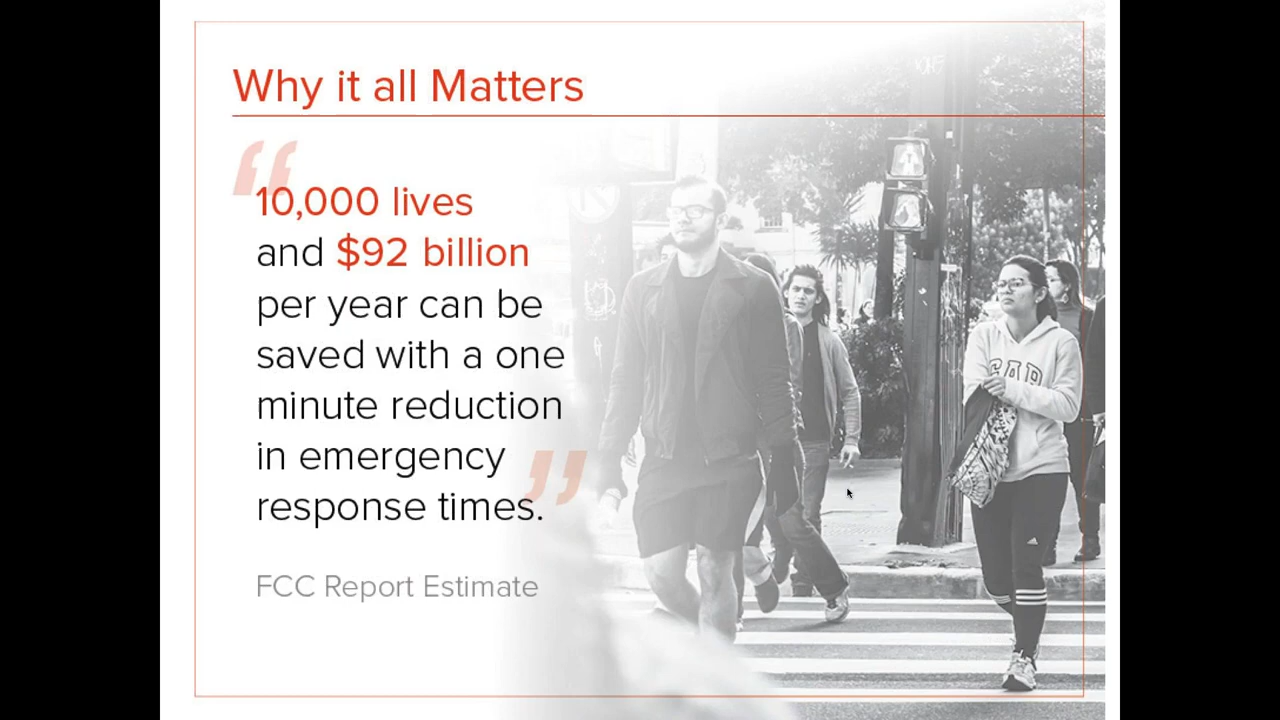 Why it all Matters
“
10,000 lives
and $92 billion
per year can be
saved with a one
minute reduction
in emergency
response times.”
FCC Report Estimate
GAP